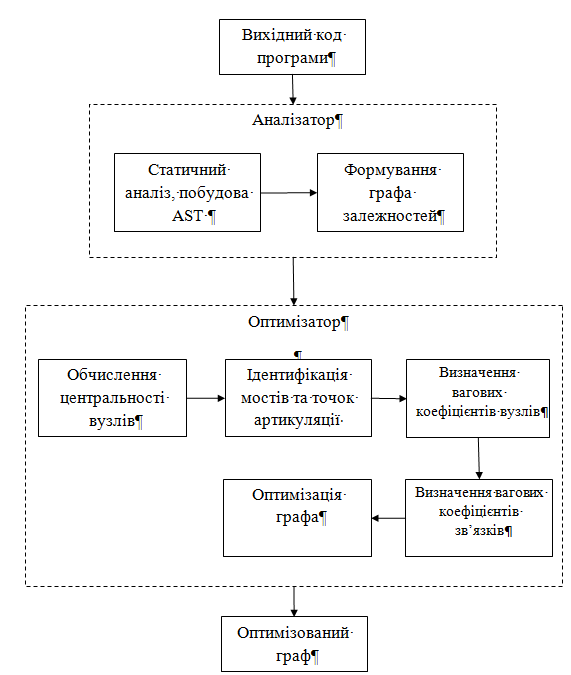 Вихідний код
програми¶
Аналізатор¶
Статичний
аналіз, побудова
AST ¶
Формування
графа
залежностей¶
Оптимізатор¶
¶
Обчислення
центральності
вузлів¶
Ідентифікація
мостів та точок
артикуляції
Визначення
вагових
коефіцієнтів вузлів¶
Оптимізація
графа¶
Визначення вагових
коефіцієнтів
зв’язків¶
Оптимізований
граф¶